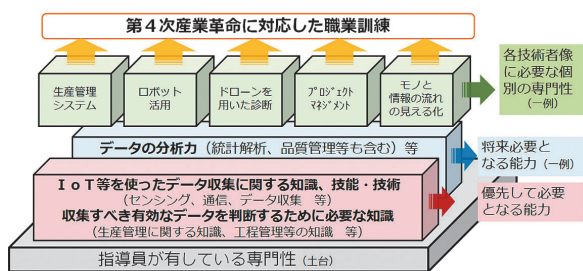 第４次産業革命に対応した職業訓練
生産管理
システム
ロボット
活用
ドローンを
用いた診断
プロジェクト
マネジメント
モノと
情報の流れ
の見える化
各技術者像
に必要な個
別の専門性
（一例）
データの分析力（統計解析、品質管理等も含む）等
将来必要と
なる能力（一例）
ＩｏＴ等を使ったデータ収集に関する知識、技能・技術
（センシング、通信、データ収集　等）
収集すべき有効なデータを判断するために必要な知識
（生産管理に関する知識、工程管理等の知識　等）
優先して必要
となる能力
指導員が有している専門性（土台）